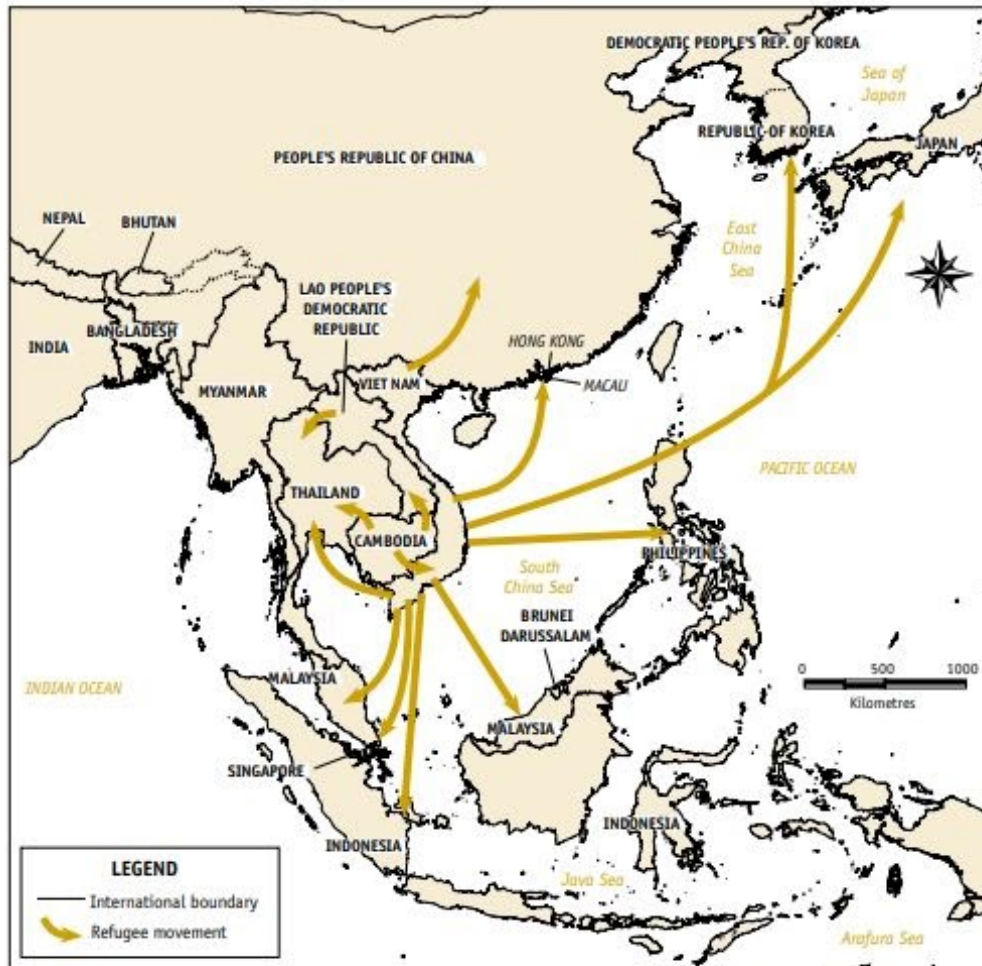 DEMOCRATIC PEOPLE'S REP. OF KOREA
Sea of
Japan
REPUBLIC OF KOREA
JAPAN
PEOPLE'S REPUBLIC OF CHINA
NEPAL
BHUTAN
East
China
Sea
LAO PEOPLE'S
DEMOCRATIC
REPUBLIC
BANGLADESH
INDIA
HONG KONG
MYANMAR
VIET NAM
MACAU
PACIFIC OCEAN
THAILAND
CAMBODIA
PHILIPPINES
South
China Sea
BRUNEI
DARUSSALAM
INDIAN OCEAN
MALAYSIA
0 500 1000
Kilometres
MALAYSIA
SINGAPORE
INDONESIA
INDONESIA
LEGEND
International boundary
Refugee movement
Java Sea
Arafura Sea